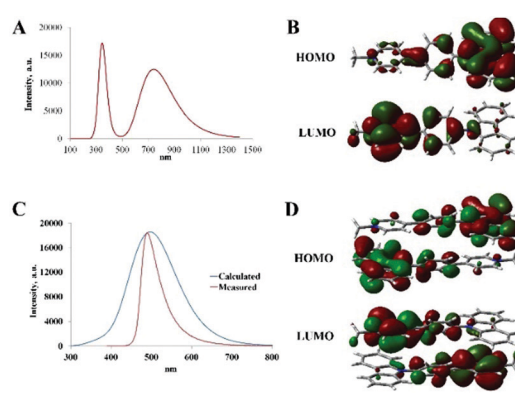 A
Intensity, a.u.
20000
15000
10000
5000
0
100 300 500 700 900 1100 1300 1500
nm
B
HOMO
LUMO
C
Intensity, a.u.
20000
16000
12000
8000
4000
0
300 400 500 600 700 800
nm
Calculated
Measured
D
HOMO
LUMO